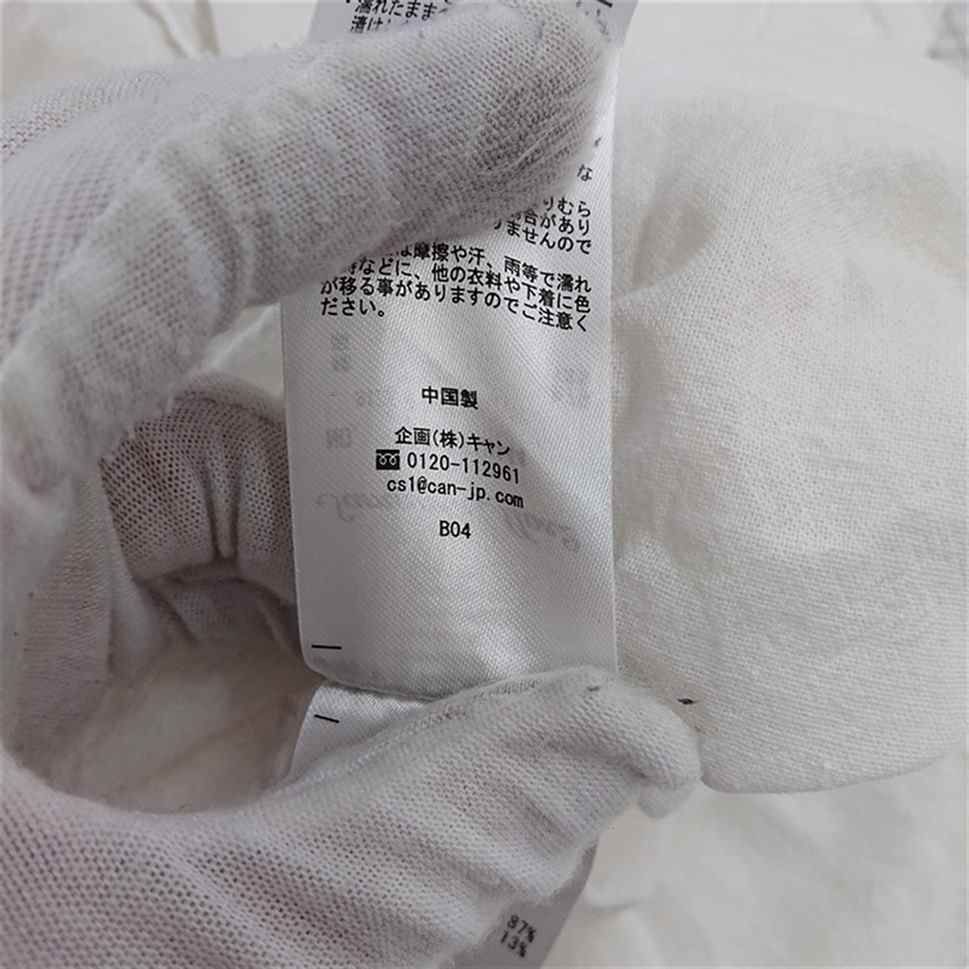 濡れたまま
漬け
な
りむら
場合があり
りませんので
は摩擦や汗、雨等で濡れ
時などに、他の衣料や下着に色
が移る事がありますのでご注意く
ださい。
中国製
企画(株)キャン
0120-112961
cs1@can-jp.com
B04
87%
13%